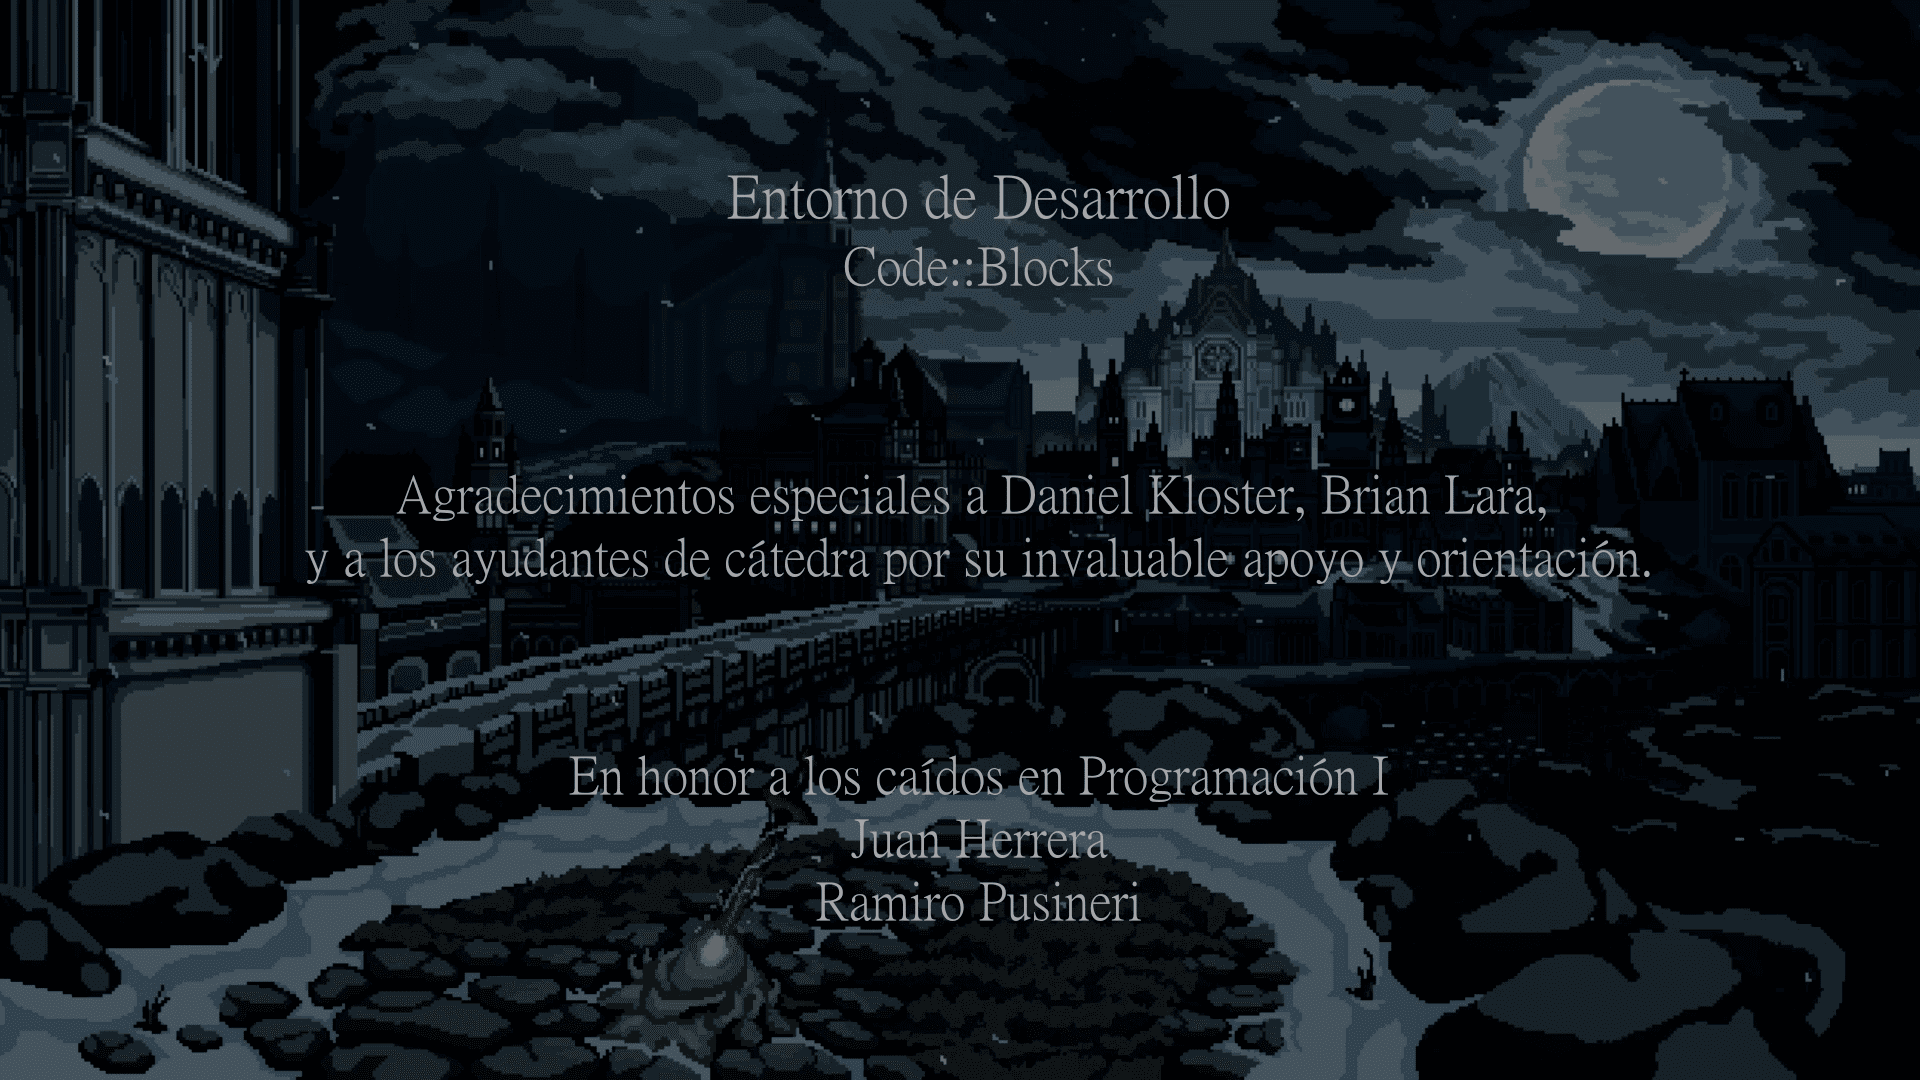 Entorno de Desarrollo
Code::Blocks
Agradecimientos especiales a Daniel Kloster, Brian Lara,
y a los ayudantes de cátedra por su invaluable apoyo y orientación.
En honor a los caídos en Programación I
Juan Herrera
Ramiro Pusineri